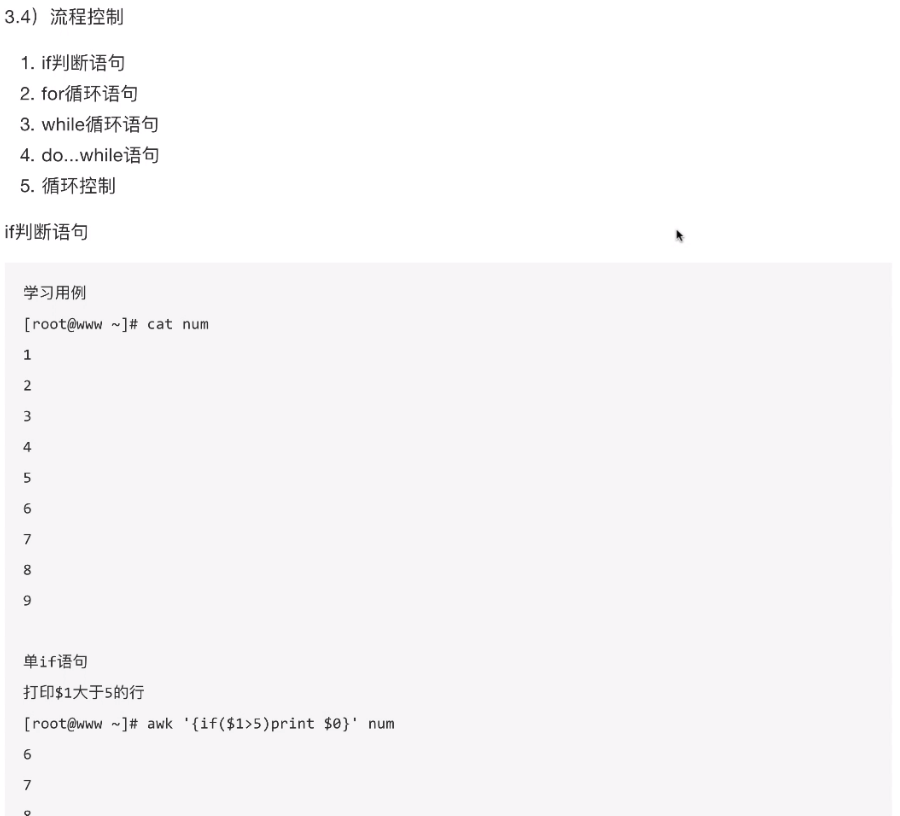 3.4）流程控制
1. if判断语句
2. for循环语句
3. while循环语句
4. do...while语句
5. 循环控制
if判断语句
学习用例
[root@www ~]# cat num
1
2
3
4
5
6
7
8
9
单if语句
打印$1大于5的行
[root@www ~]# awk '{if($1>5)print $0}' num
6
7
8